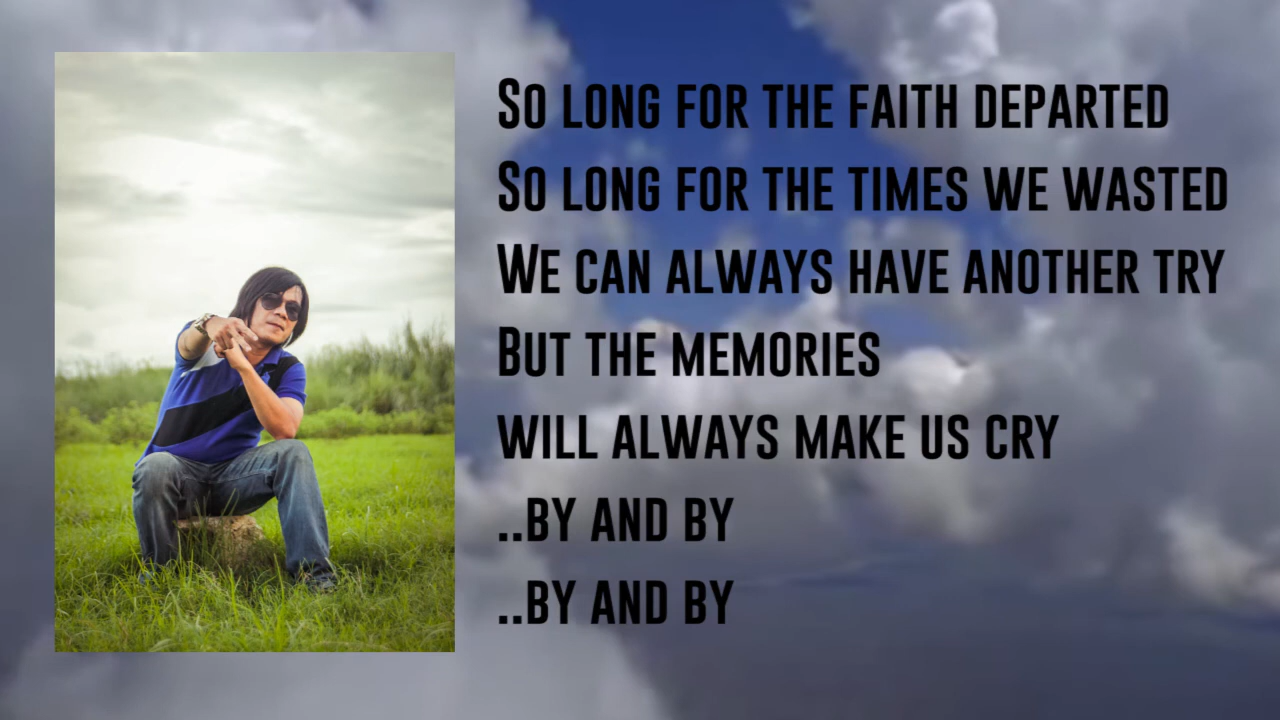 So long for the faith departed
So long for the times we wasted
We can always have another try
But the memories
will always make us cry
..by and by
..by and by